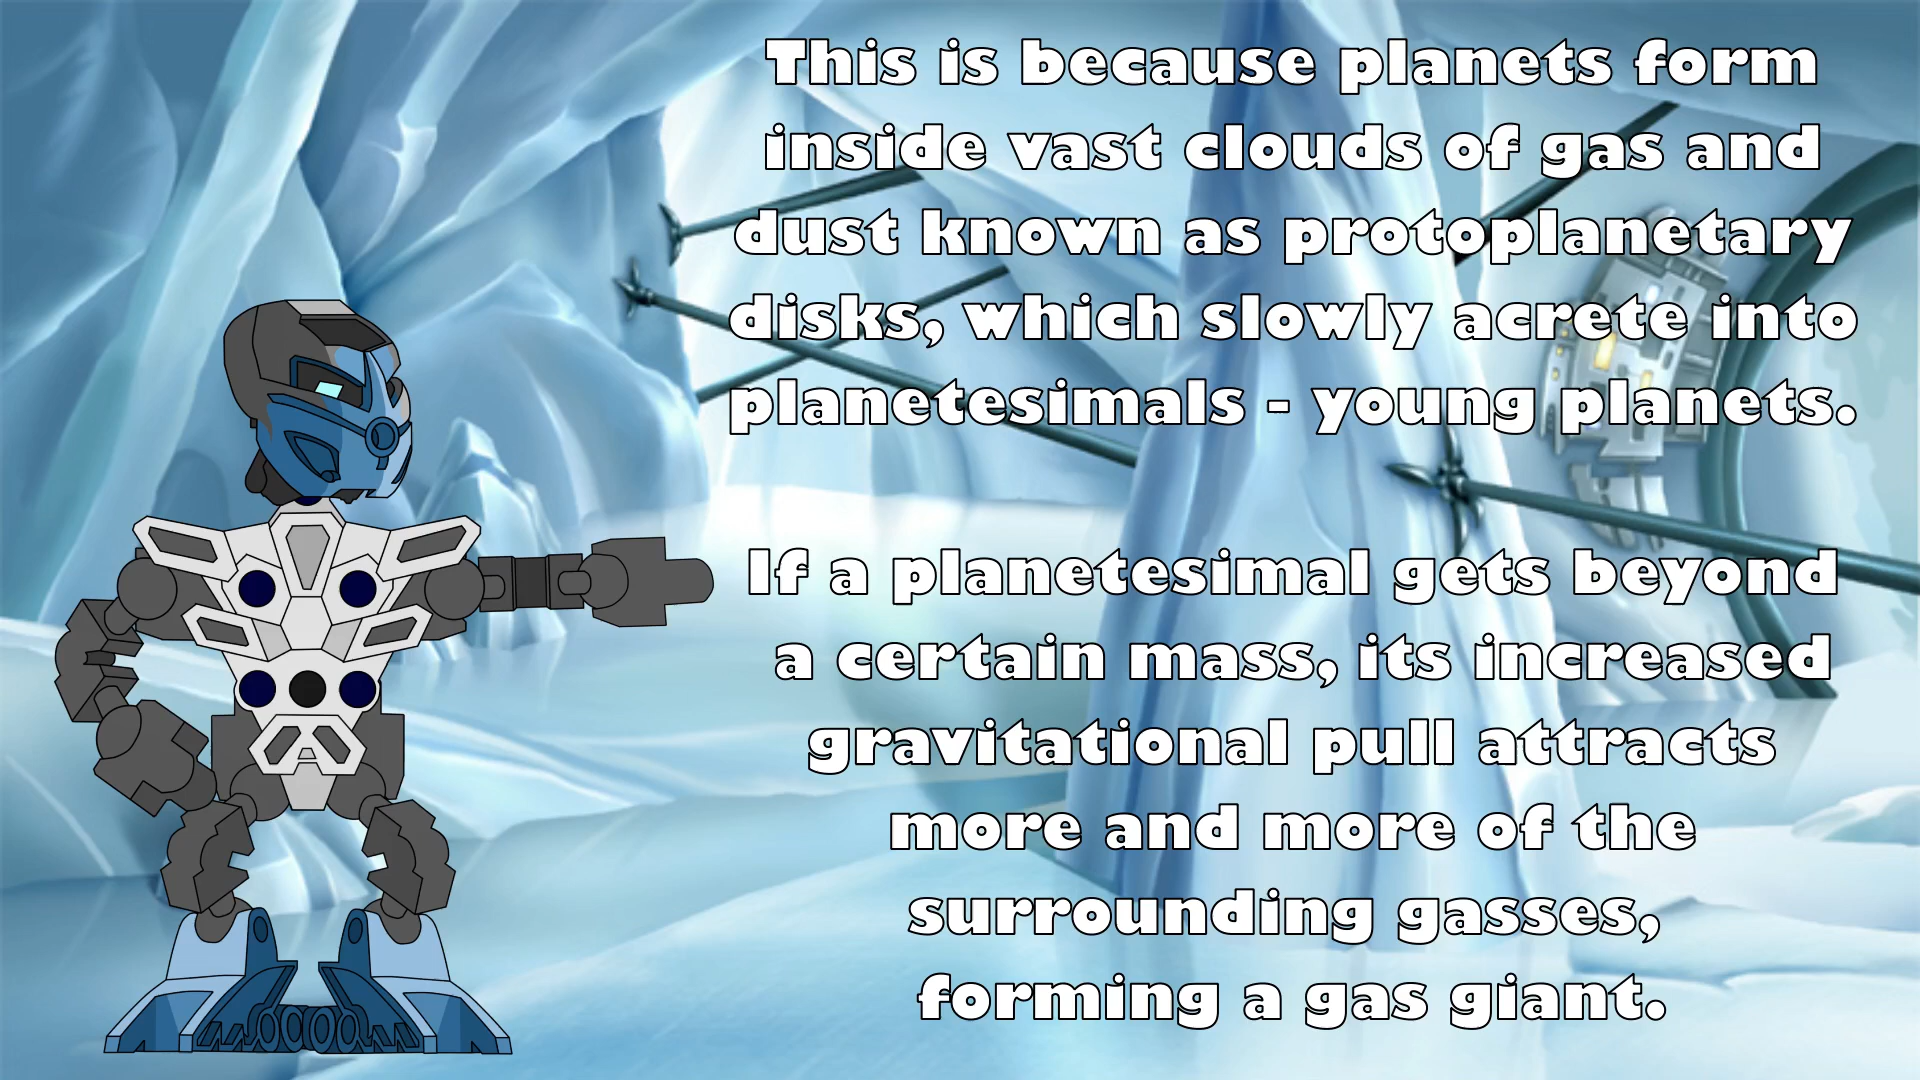 This is because planets form
inside vast clouds of gas and
dust known as protoplanetary
disks, which slowly acrete into
planetesimals - young planets.
If a planetesimal gets beyond
a certain mass, its increased
gravitational pull attracts
more and more of the
surrounding gasses,
forming a gas giant.